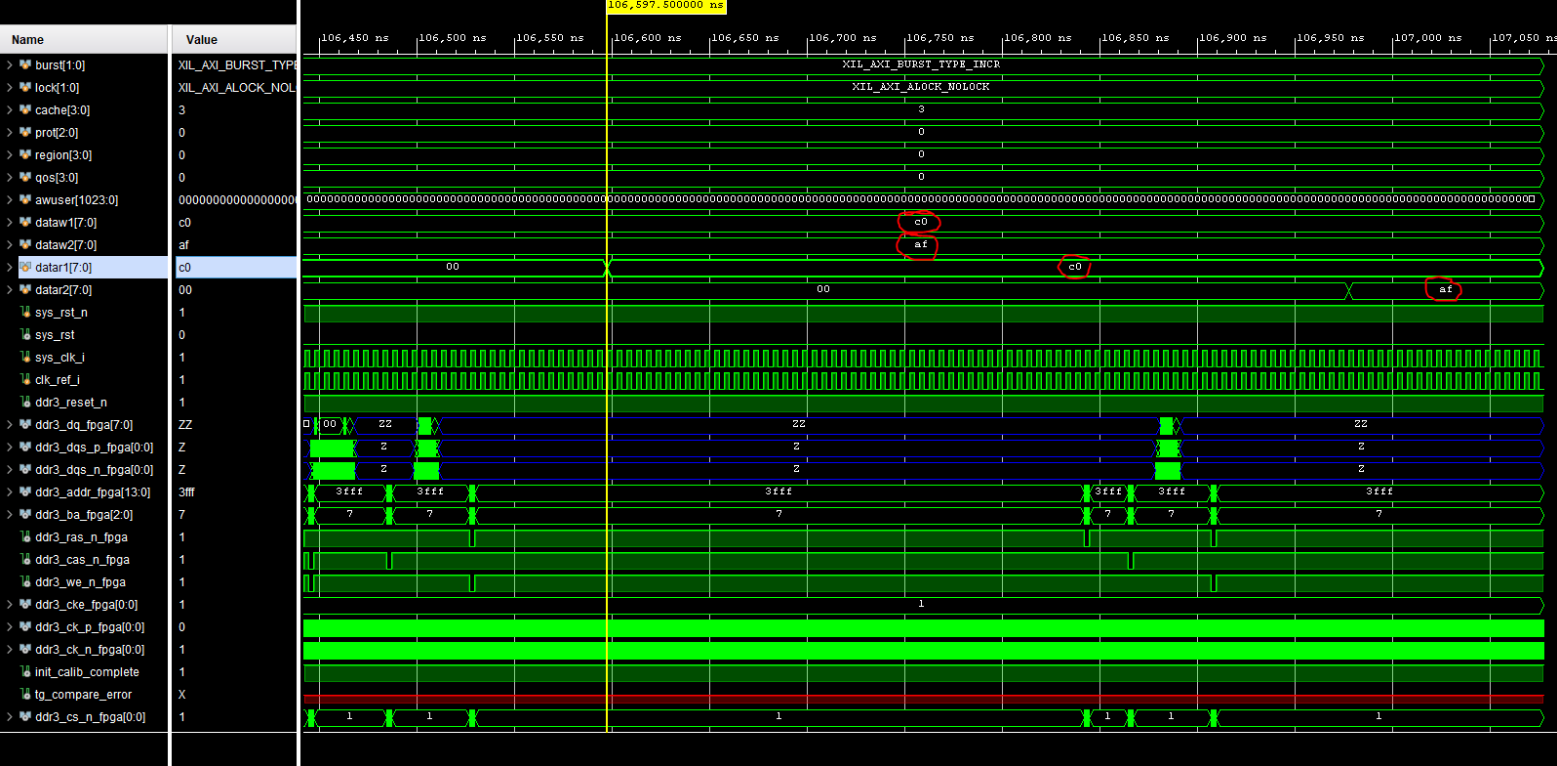 106,597.500000 ns
Name Value 106,450 ns 106,500 ns 106,550 ns 106,600 ns 106,650 ns 106,700 ns 106,750 ns 106,800 ns 106,850 ns 106,900 ns 106,950 ns 107,000 ns 107,050 ns
burst[1:0] XIL_AXI_BURST_TYPE XIL_AXI_BURST_TYPE_INCR
lock[1:0] XIL_AXI_ALOCK_NOL XIL_AXI_ALOCK_NOLOCK
cache[3:0] 3 3
prot[2:0] 0 0
region[3:0] 0 0
qos[3:0] 0 0
awuser[1023:0]
dataw1[7:0] c0 c0
dataw2[7:0] af af
datar1[7:0] c0 00 c0
datar2[7:0] 00 00 af
sys_rst_n 1
sys_rst 0
sys_clk_i 1
clk_ref_i 1
ddr3_reset_n 1
ddr3_dq_fpga[7:0] ZZ 00 ZZ ZZ ZZ
ddr3_dqs_p_fpga[0:0] Z Z Z Z
ddr3_dqs_n_fpga[0:0] Z Z Z Z
ddr3_addr_fpga[13:0] 3fff 3fff 3fff 3fff 3fff 3fff 3fff
ddr3_ba_fpga[2:0] 7 7 7 7 7 7 7
ddr3_ras_n_fpga 1
ddr3_cas_n_fpga 1
ddr3_we_n_fpga 1
ddr3_cke_fpga[0:0] 1 1
ddr3_ck_p_fpga[0:0] 0
ddr3_ck_n_fpga[0:0] 1
init_calib_complete 1
tg_compare_error X
ddr3_cs_n_fpga[0:0] 1 1 1 1 1 1 1